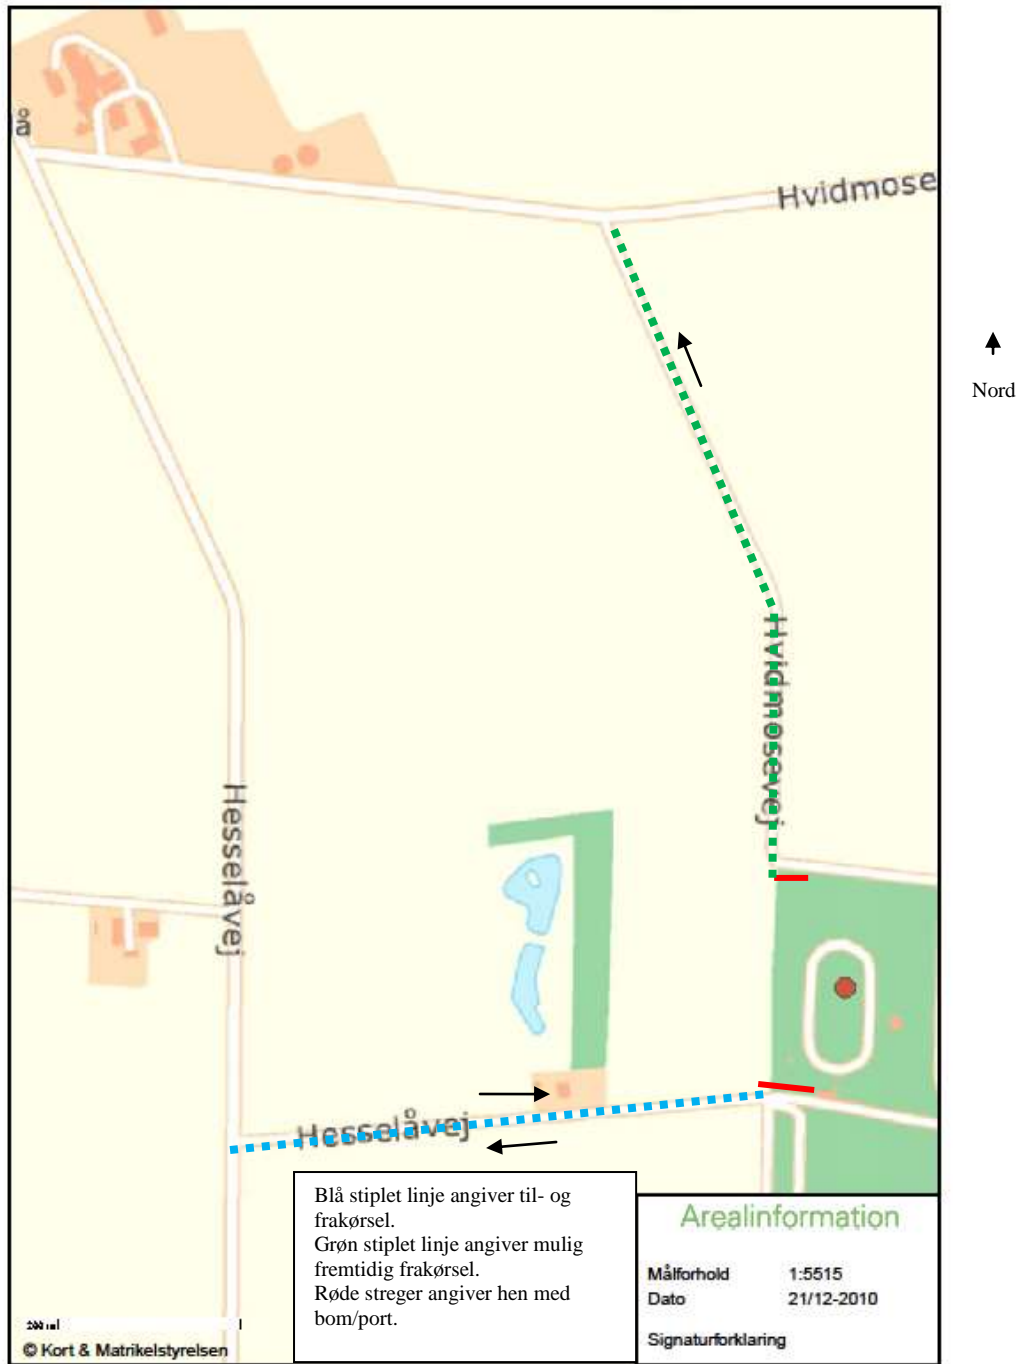 å
Hvidmose
Nord
Hvidmosevej
Hesselåvej
Hesselåvej
Blå stiplet linje angiver til- og
frakørsel.
Grøn stiplet linje angiver mulig
fremtidig frakørsel.
Røde streger angiver hen med
bom/port.
Arealinformation
Målforhold 1:5515
Dato 21/12-2010
Signaturforklaring
© Kort & Matrikelstyrelsen